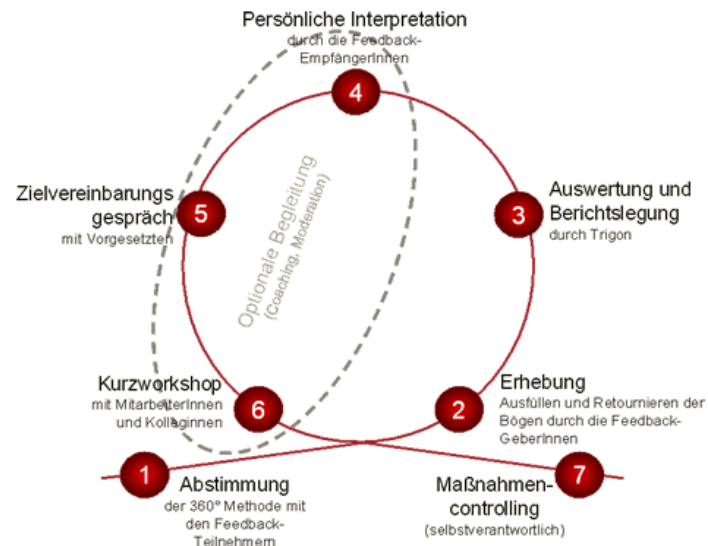 Persönliche Interpretation
durch die Feedback-
EmpfängerInnen
4
Zielvereinbarungs
gespräch
mit Vorgesetzten
5
Optionale Begleitung
(Coaching, Moderation)
3
Auswertung und
Berichtslegung
durch Trigon
Kurzworkshop
mit MitarbeiterInnen
und Kolleginnen
6
2
Erhebung
Ausfüllen und Retournieren der
Bögen durch die Feedback-
GeberInnen
1
Abstimmung
der 360° Methode mit
den Feedback-
Teilnehmern
7
Maßnahmen-
controlling
(selbstverantwortlich)